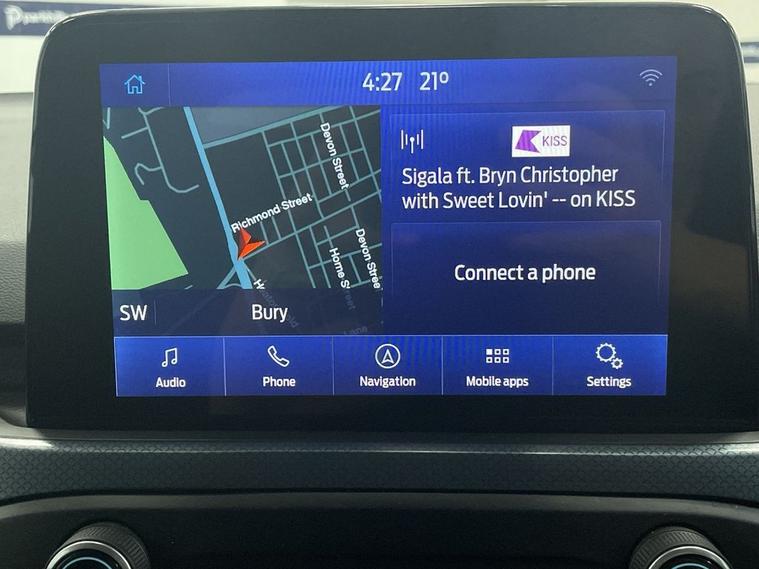 4:27 21°
KISS
Sigala ft. Bryn Christopher
with Sweet Lovin' -- on KISS
Devon Street
Richmond Street
Devon Stree
Home S
SW
Bury
Connect a phone
Audio
Phone
Navigation
Mobile apps
Settings